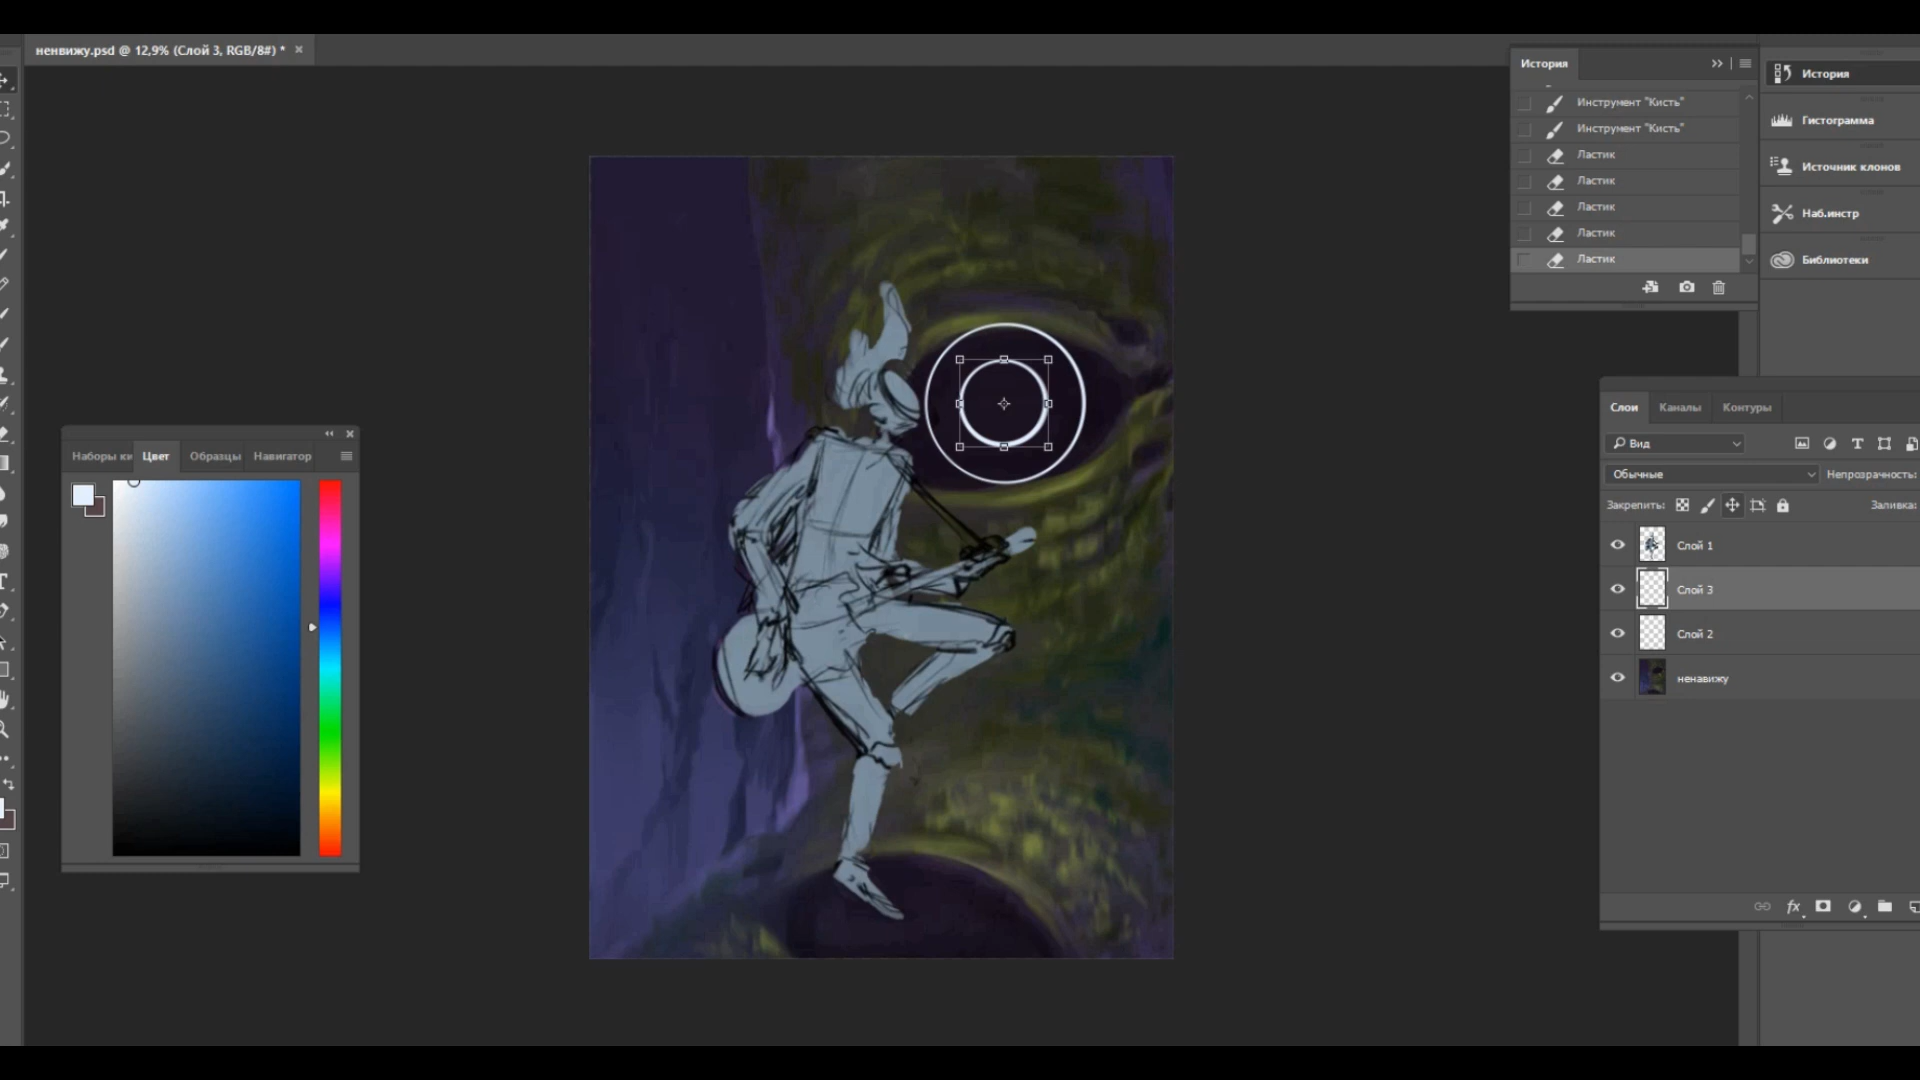 ненвижу.psd @ 12,9% (Слой 3, RGB/8#) *
История
Инструмент "Кисть"
Инструмент "Кисть"
Ластик
Ластик
Ластик
Ластик
Ластик
История
Гистограмма
Источник клонов
Наб.инстр
Библиотеки
Наборы ки
Цвет
Образцы
Навигатор
Слои
Каналы
Контуры
Вид
Обычные
Непрозрачность:
Закрепить:
Заливка:
Слой 1
Слой 3
Слой 2
ненавижу
fx